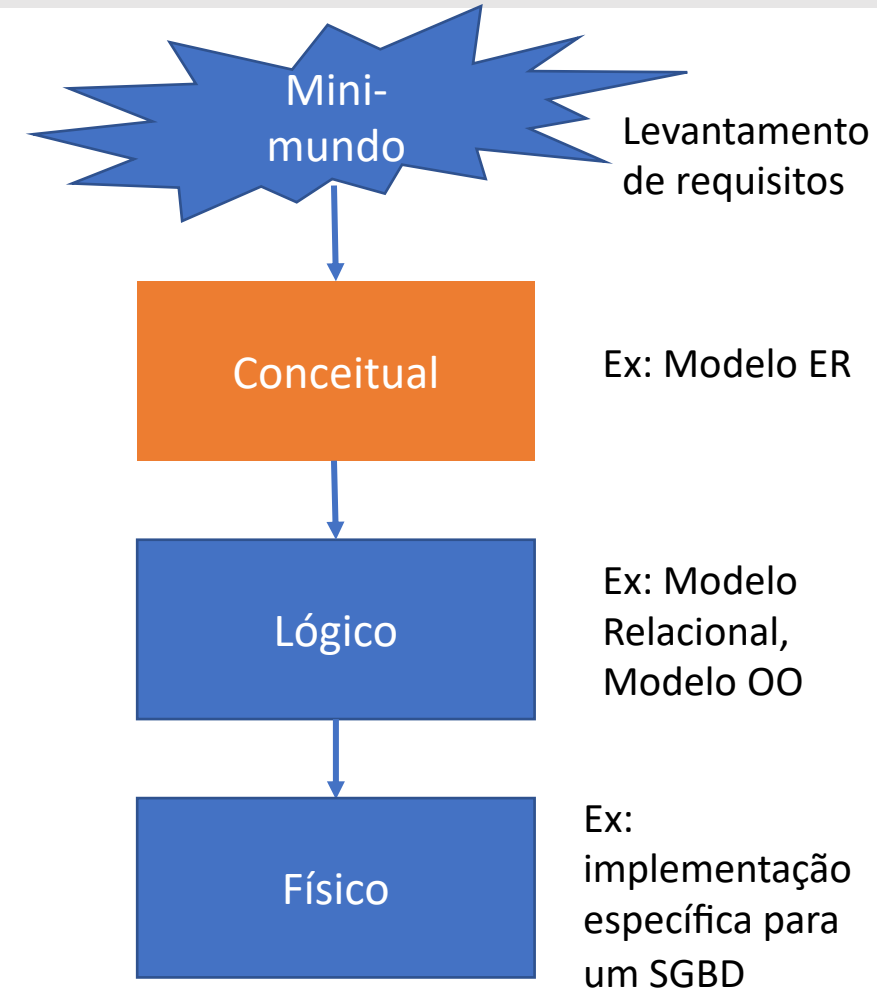 Mini-
mundo
Levantamento
de requisitos
Conceitual
Ex: Modelo ER
Lógico
Ex: Modelo
Relacional,
Modelo OO
Físico
Ex:
implementação
específica para
um SGBD